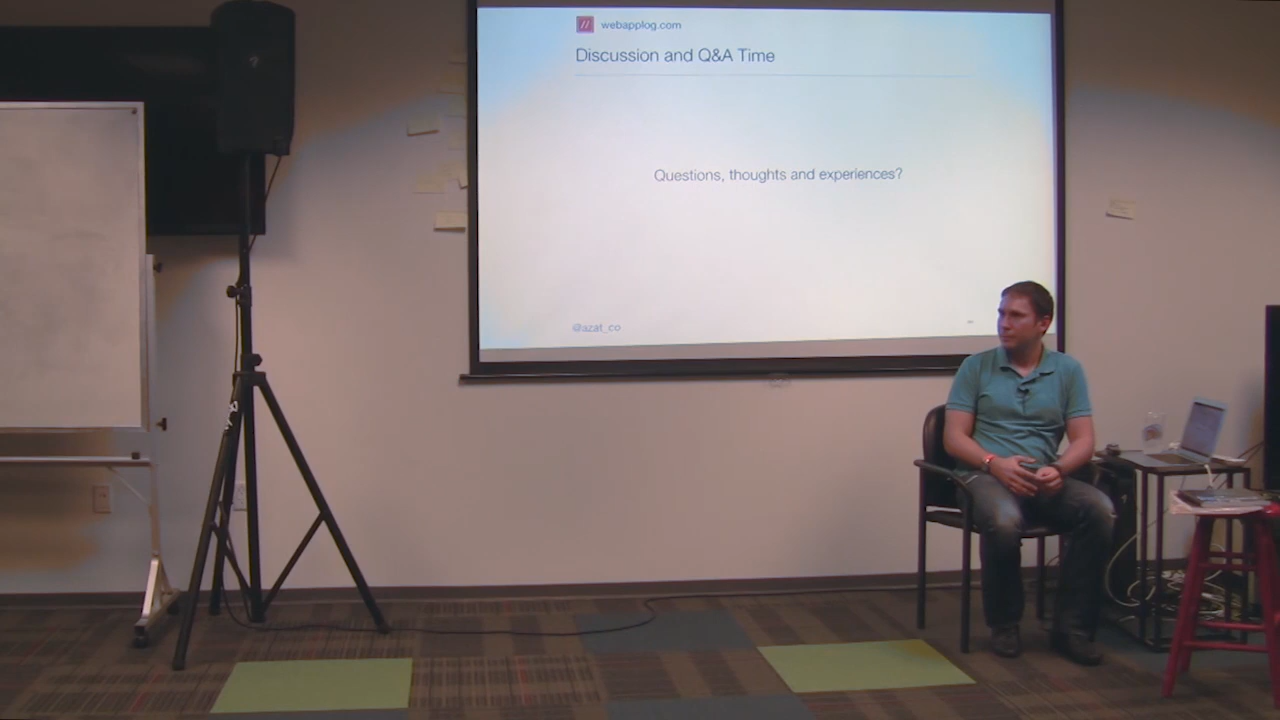 webapplog.com
Discussion and Q&A Time
Questions, thoughts and experiences?
@azat_co